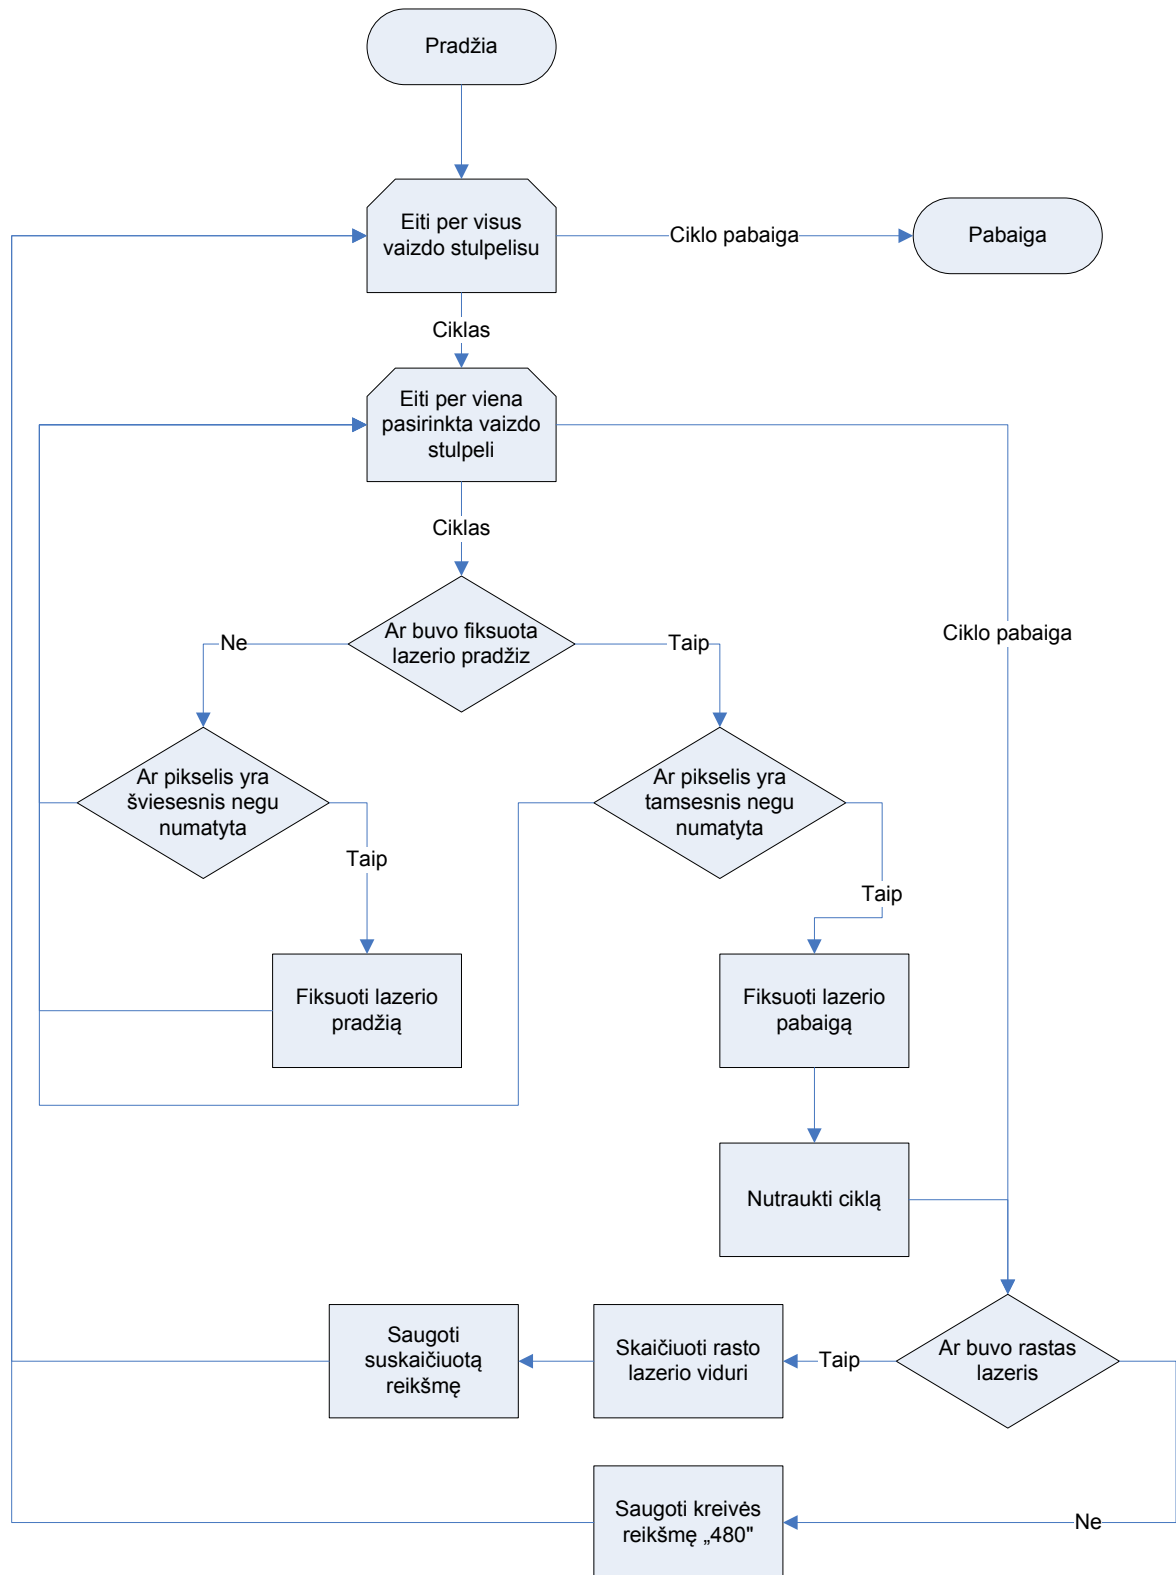 Pradžia
Eiti per visus
vaizdo stulpelisu
Ciklo pabaiga
Pabaiga
Ciklas
Eiti per viena
pasirinkta vaizdo
stulpeli
Ciklas
Ar buvo fiksuota
lazerio pradžiz
Ne
Taip
Ciklo pabaiga
Ar pikselis yra
šviesesnis negu
numatyta
Ar pikselis yra
tamsesnis negu
numatyta
Taip
Taip
Fiksuoti lazerio
pradžią
Fiksuoti lazerio
pabaigą
Nutraukti ciklą
Saugoti
suskaičiuotą
reikšmę
Skaičiuoti rasto
lazerio viduri
Taip
Ar buvo rastas
lazeris
Saugoti kreivės
reikšmę „480"
Ne